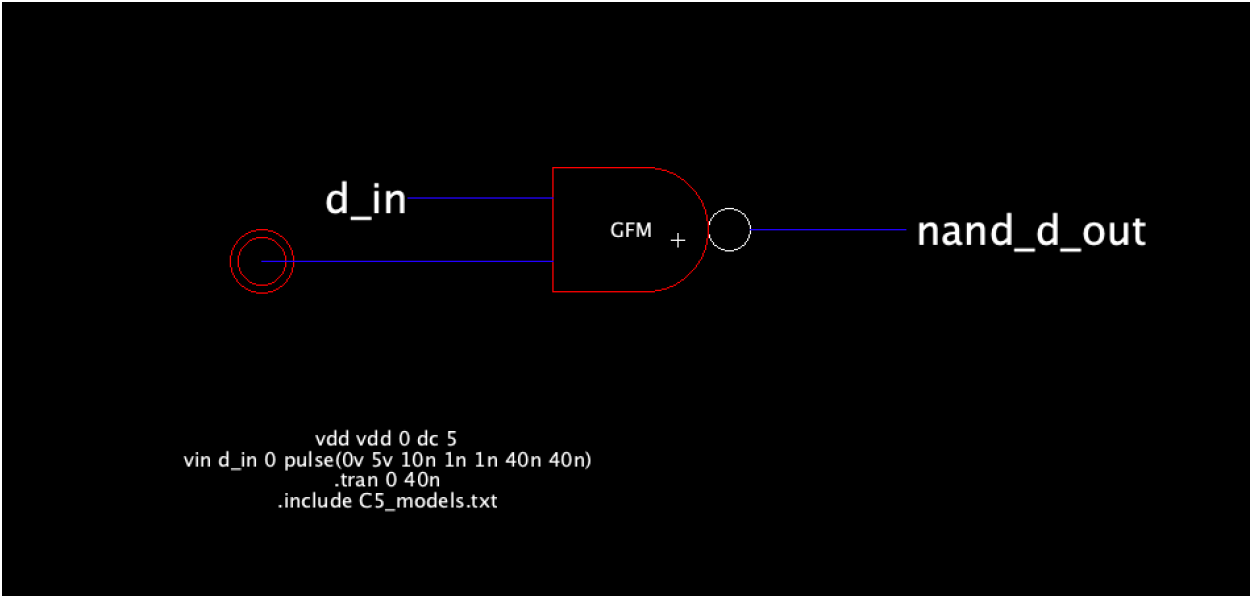 d_in
GFM
nand_d_out
vdd vdd 0 dc 5
vin d_in 0 pulse(0v 5v 10n 1n 1n 40n 40n)
.tran 0 40n
.include C5_models.txt